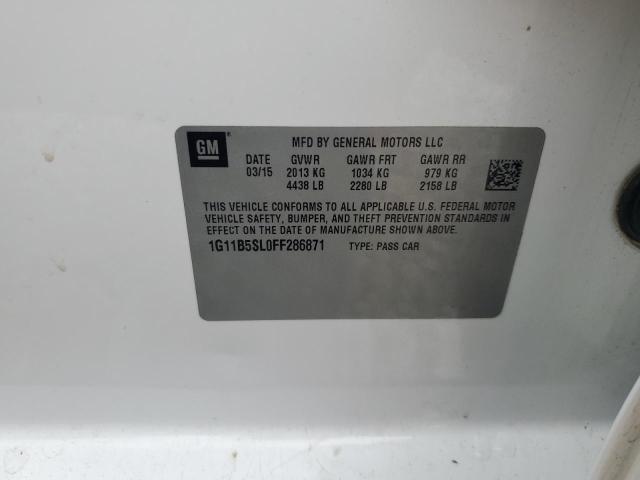 GM MFD BY GENERAL MOTORS LLC
DATE GVWR GAWR FRT GAWR RR
03/15 2013 KG 1034 KG 979 KG
4438 LB 2280 LB 2158 LB
THIS VEHICLE CONFORMS TO ALL APPLICABLE U.S. FEDERAL MOTOR
VEHICLE SAFETY, BUMPER, AND THEFT PREVENTION STANDARDS IN
EFFECT ON THE DATE OF MANUFACTURE SHOWN ABOVE.
1G11B5SL0FF286871 TYPE: PASS CAR